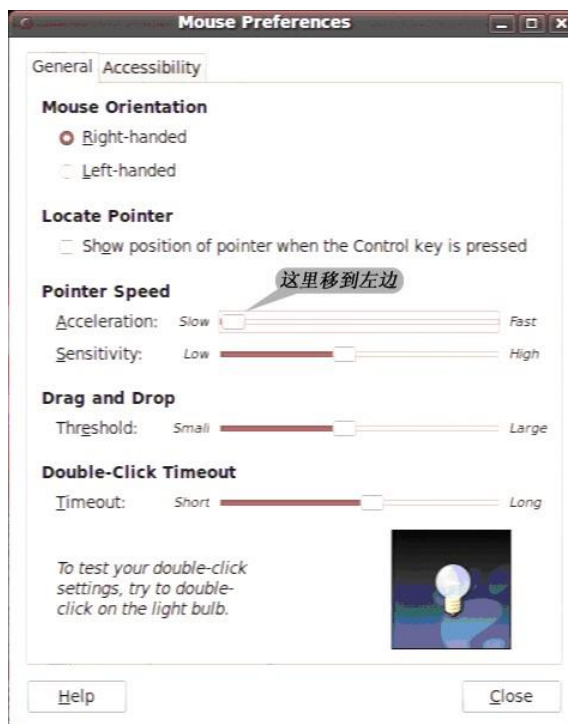 Mouse Preferences
General Accessibility
Mouse Orientation
Right-handed
Left-handed
Locate Pointer
Show position of pointer when the Control key is pressed
这里移到左边
Pointer Speed
Acceleration: Slow Fast
Sensitivity: Low High
Drag and Drop
Threshold: Small Large
Double-Click Timeout
Timeout: Short Long
To test your double-click
settings, try to double-
click on the light bulb.
Help Close